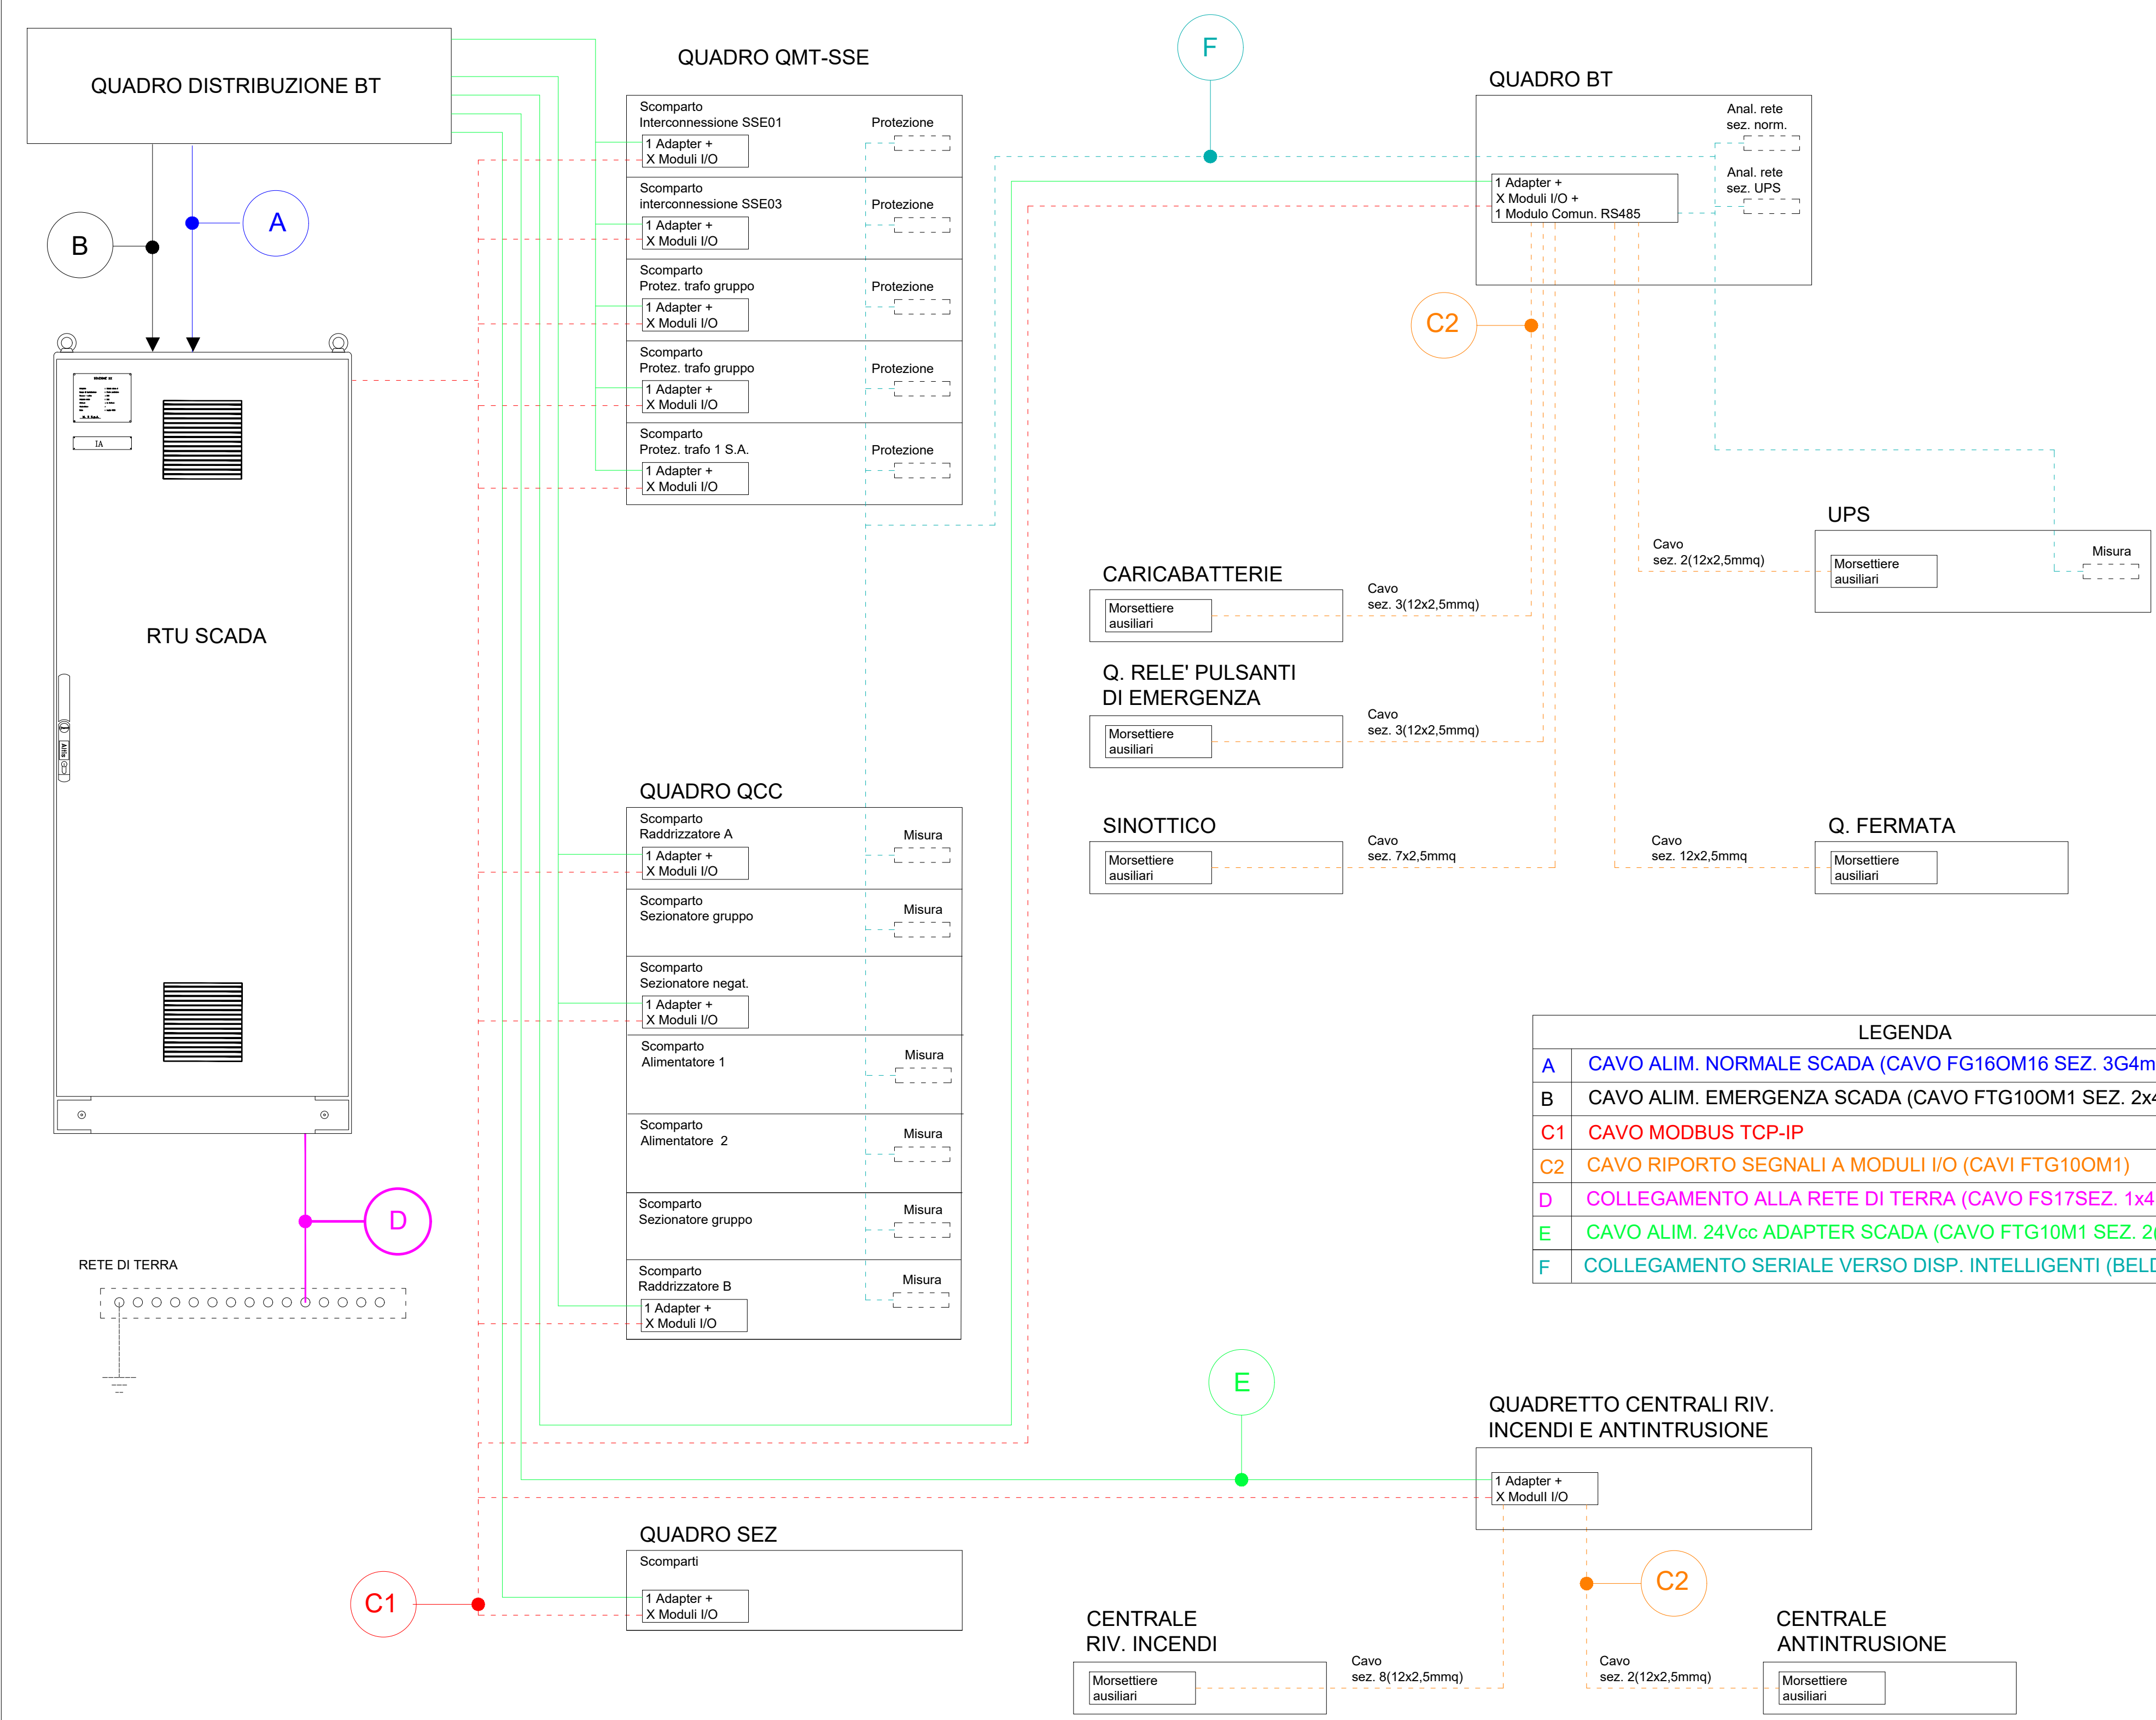 QUADRO DISTRIBUZIONE BT
B
A
IA
Alfa
RTU SCADA
D
RETE DI TERRA
C1
QUADRO QMT-SSE
Scomparto
Interconnessione SSE01
Protezione
1 Adapter +
X Moduli I/O
Scomparto
interconnessione SSE03
Protezione
1 Adapter +
X Moduli I/O
Scomparto
Protez. trafo gruppo
Protezione
1 Adapter +
X Moduli I/O
Scomparto
Protez. trafo gruppo
Protezione
1 Adapter +
X Moduli I/O
Scomparto
Protez. trafo 1 S.A.
Protezione
1 Adapter +
X Moduli I/O
QUADRO QCC
Scomparto
Raddrizzatore A
Misura
1 Adapter +
X Moduli I/O
Scomparto
Sezionatore gruppo
Misura
Scomparto
Sezionatore negat.
1 Adapter +
X Moduli I/O
Scomparto
Alimentatore 1
Misura
Scomparto
Alimentatore 2
Misura
Scomparto
Sezionatore gruppo
Misura
Scomparto
Raddrizzatore B
Misura
1 Adapter +
X Moduli I/O
QUADRO SEZ
Scomparti
1 Adapter +
X Moduli I/O
F
QUADRO BT
Anal. rete
sez. norm.
Anal. rete
sez. UPS
1 Adapter +
X Moduli I/O +
1 Modulo Comun. RS485
C2
UPS
Cavo
sez. 2(12x2,5mmq)
Morsettiere
ausiliari
Misura
CARICABATTERIE
Morsettiere
ausiliari
Cavo
sez. 3(12x2,5mmq)
Q. RELE' PULSANTI
DI EMERGENZA
Morsettiere
ausiliari
Cavo
sez. 3(12x2,5mmq)
SINOTTICO
Morsettiere
ausiliari
Cavo
sez. 7x2,5mmq
Q. FERMATA
Cavo
sez. 12x2,5mmq
Morsettiere
ausiliari
LEGENDA
A CAVO ALIM. NORMALE SCADA (CAVO FG16OM16 SEZ. 3G4m
B CAVO ALIM. EMERGENZA SCADA (CAVO FTG10OM1 SEZ. 2x4
C1 CAVO MODBUS TCP-IP
C2 CAVO RIPORTO SEGNALI A MODULI I/O (CAVI FTG10OM1)
D COLLEGAMENTO ALLA RETE DI TERRA (CAVO FS17SEZ. 1x4
E CAVO ALIM. 24Vcc ADAPTER SCADA (CAVO FTG10M1 SEZ. 2(
F COLLEGAMENTO SERIALE VERSO DISP. INTELLIGENTI (BELD
E
QUADRETTO CENTRALI RIV.
INCENDI E ANTINTRUSIONE
1 Adapter +
X ModulI I/O
C2
CENTRALE
RIV. INCENDI
Morsettiere
ausiliari
Cavo
sez. 8(12x2,5mmq)
Cavo
sez. 2(12x2,5mmq)
CENTRALE
ANTINTRUSIONE
Morsettiere
ausiliari